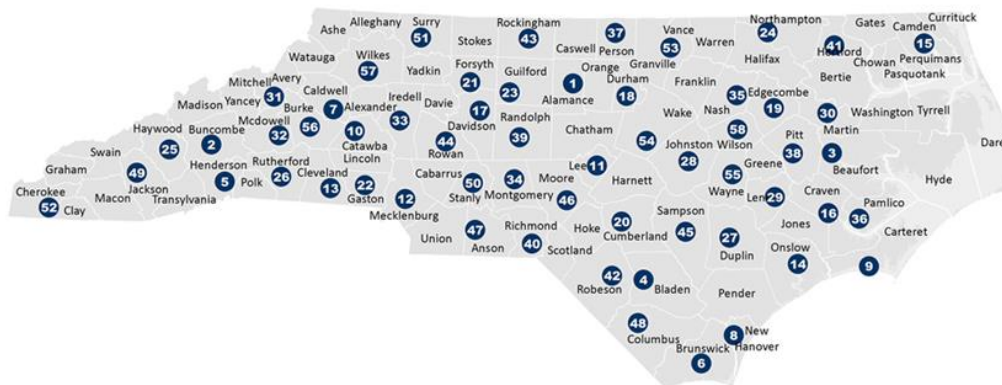 Ashe
Alleghany
Surry
51
Stokes
Rockingham
43
Caswell
37
Person
Vance
53
Granville
Warren
Northampton
24
Halifax
Gates
41
Hertford
Chowan
Camden
15
Currituck
Perquimans
Pasquotank
Bertie
Watauga
Wilkes
57
Yadkin
Forsyth
21
Guilford
23
1
Alamance
Orange
Durham
18
Franklin
35
Nash
Edgecombe
19
30
Martin
Washington
Tyrrell
Dare
Mitchell
Avery
31
Yancey
Madison
Caldwell
7
Alexander
Iredell
33
Davie
17
Davidson
Randolph
39
Chatham
Wake
54
Johnston
28
58
Wilson
Pitt
38
3
Beaufort
Hyde
Haywood
25
Buncombe
2
Mcdowell
32
Burke
56
10
Catawba
Lincoln
44
Rowan
Swain
Graham
49
Jackson
Henderson
5
Polk
Rutherford
26
Cleveland
13
22
Gaston
12
Mecklenburg
Cabarrus
50
Stanly
34
Montgomery
Moore
46
Lee
11
Harnett
Greene
55
Wayne
Len
29
Craven
16
Pamlico
36
Jones
Carteret
9
Cherokee
52
Clay
Macon
Transylvania
Union
47
Anson
Richmond
40
Scotland
Hoke
20
Cumberland
Sampson
45
27
Duplin
Onslow
14
42
Robeson
4
Bladen
Pender
48
Columbus
8
New
Hanover
Brunswick
6